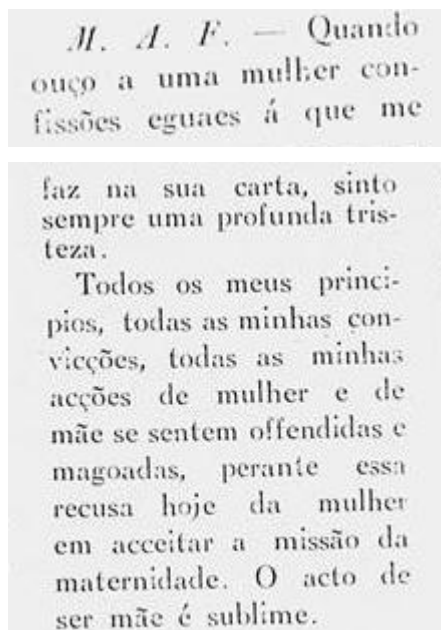 M. A. F. — Quando
ouço a uma mulher con-
fissões eguaes á que me
faz na sua carta, sinto
sempre uma profunda tris-
teza.
Todos os meus princi-
pios, todas as minhas con-
vicções, todas as minhas
acções de mulher e de
mãe se sentem offendidas e
magoadas, perante essa
recusa hoje da mulher
em acceitar a missão da
maternidade. O acto de
ser mãe é sublime.